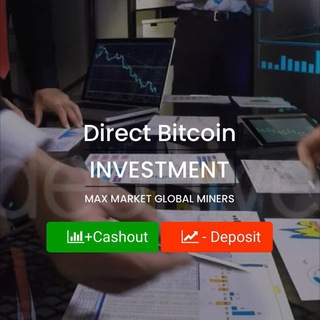 Direct Bitcoin
INVESTMENT
MAX MARKET GLOBAL MINERS
+Cashout
- Deposit